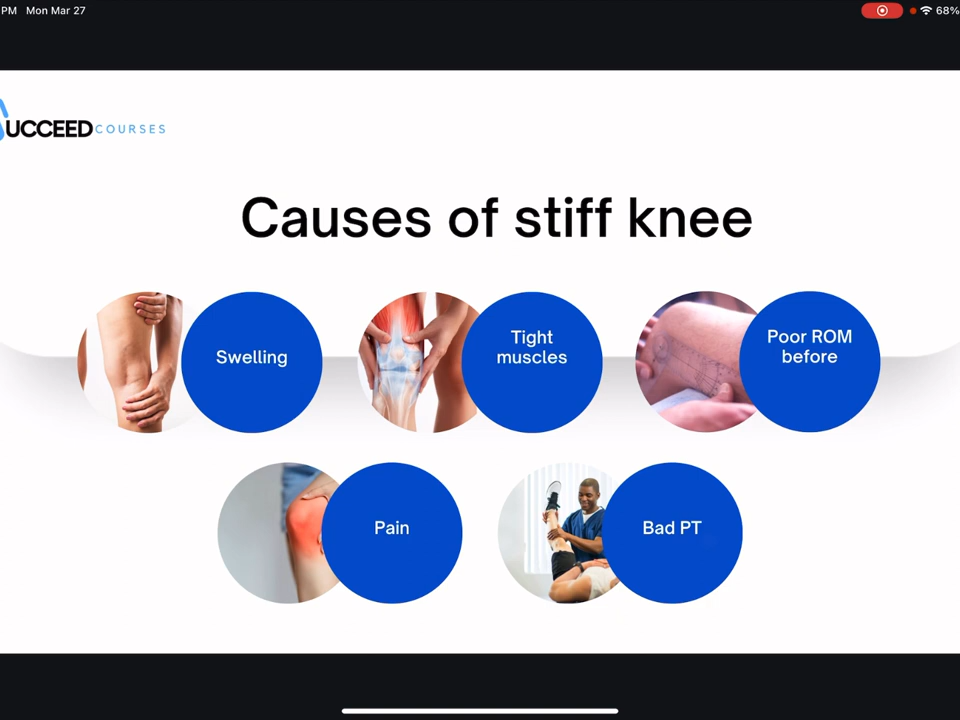 PM Mon Mar 27
68%
UCCEED COURSES
Causes of stiff knee
Swelling
Tight
muscles
Poor ROM
before
Pain
Bad PT